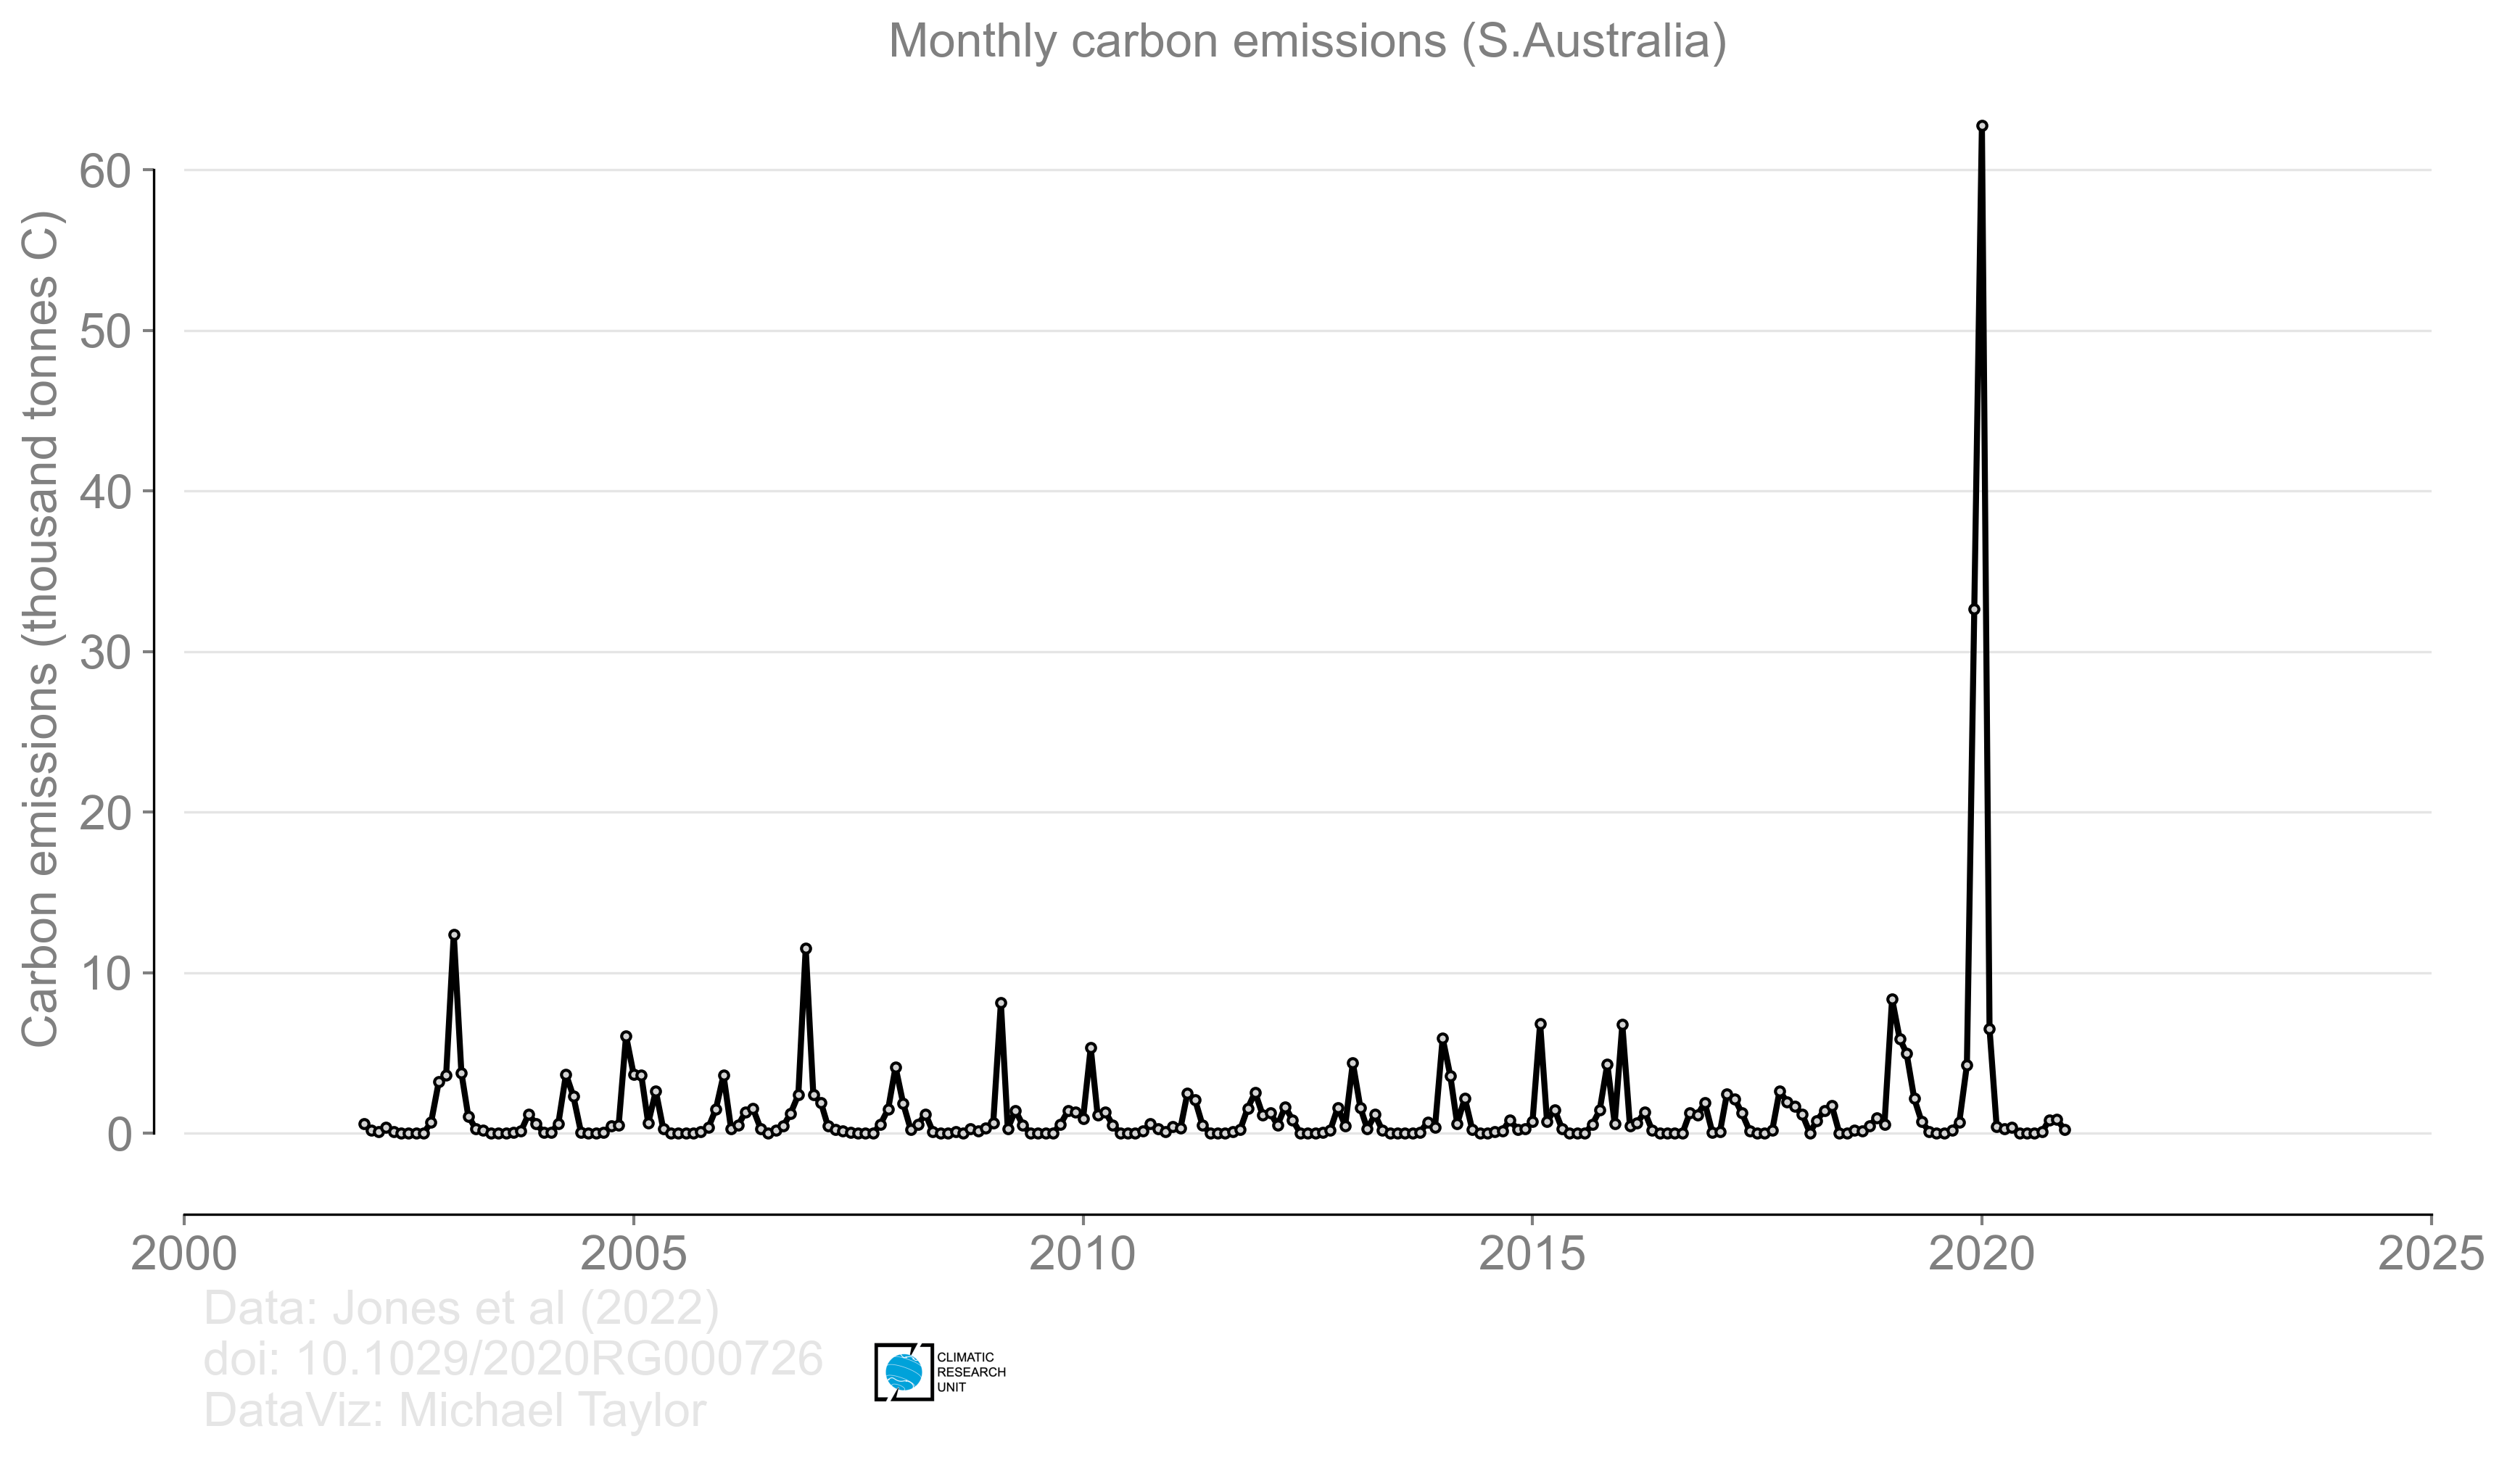 Monthly carbon emissions (S.Australia)
Carbon emissions (thousand tonnes C)
60
50
40
30
20
10
0
2000 2005 2010 2015 2020 2025
Data: Jones et al (2022)
doi: 10.1029/2020RG000726
DataViz: Michael Taylor
CLIMATIC
RESEARCH
UNIT